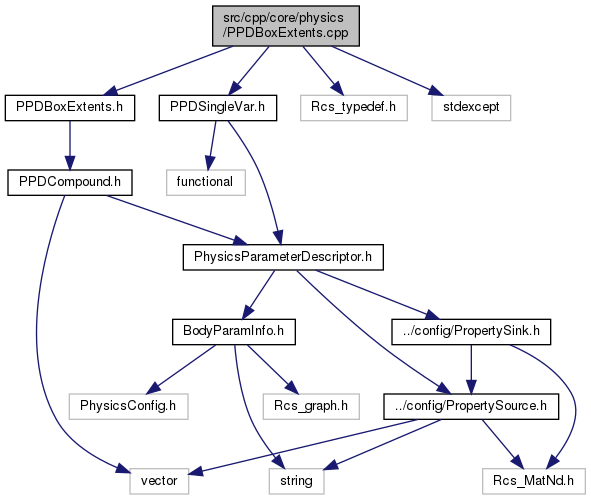 src/cpp/core/physics
/PPDBoxExtents.cpp
PPDBoxExtents.h
PPDSingleVar.h
Rcs_typedef.h
stdexcept
PPDCompound.h
functional
PhysicsParameterDescriptor.h
BodyParamInfo.h
../config/PropertySink.h
PhysicsConfig.h
Rcs_graph.h
../config/PropertySource.h
vector
string
Rcs_MatNd.h